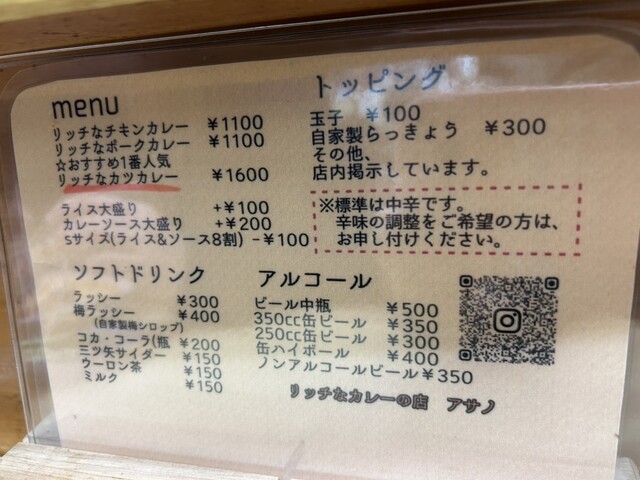 menu
リッチなチキンカレー ¥1100
リッチなポークカレー ¥1100
☆おすすめ1番人気
リッチなカツカレー ¥1600
ライス大盛り +¥100
カレーソース大盛り +¥200
sサイズ(ライス&ソース8割) -¥100
トッピング
玉子 ¥100
自家製らっきょう ¥300
その他、
店内掲示しています。
※標準は中辛です。
辛味の調整をご希望の方は、
お申し付けください。
ソフトドリンク
ラッシー ¥300
梅ラッシー ¥400
(自家製梅シロップ)
コカ・コーラ(瓶 ¥200
三ツ矢サイダー ¥150
ウーロン茶 ¥150
ミルク ¥150
アルコール
ビール中瓶 ¥500
350cc缶ビール ¥350
250cc缶ビール ¥300
缶ハイボール ¥400
ノンアルコールビール ¥350
リッチなカレーの店 アサノ